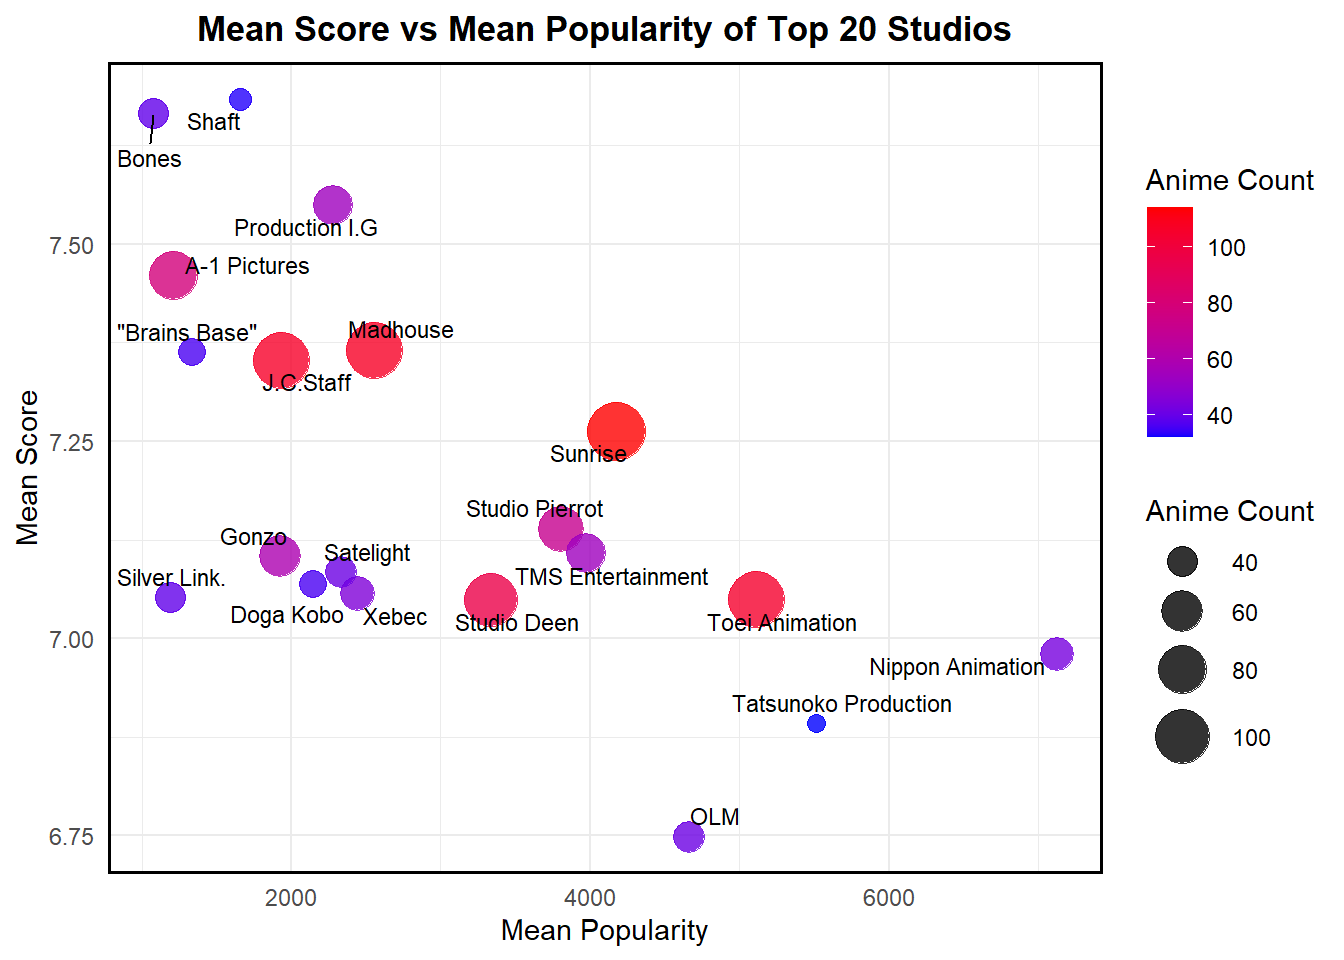 Mean Score vs Mean Popularity of Top 20 Studios
Shaft
Bones
Production I.G
7.50
A-1 Pictures
"Brains Base"
Madhouse
J.C.Staff
7.25
Sunrise
Studio Pierrot
Gonzo
Satelight
Silver Link.
TMS Entertainment
Doga Kobo
Xebec
Studio Deen
Toei Animation
7.00
Nippon Animation
Tatsunoko Production
OLM
6.75
Mean Score
2000
4000
6000
Mean Popularity
Anime Count
100
80
60
40
Anime Count
40
60
80
100